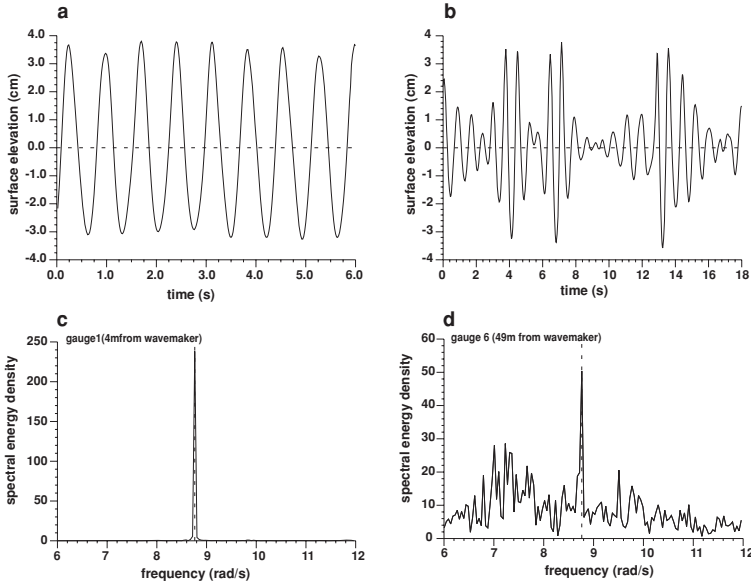 a
4.0
3.0
2.0
1.0
0.0
-1.0
-2.0
-3.0
-4.0
surface elevation (cm)
0.0 1.0 2.0 3.0 4.0 5.0 6.0
time (s)
b
4
3
2
1
0
-1
-2
-3
-4
surface elevation (cm)
0 2 4 6 8 10 12 14 16 18
time (s)
c
gauge1(4mfrom wavemaker)
250
200
150
100
50
0
spectral energy density
6 7 8 9 10 11 12
frequency (rad/s)
d
gauge 6 (49m from wavemaker)
60
50
40
30
20
10
0
spectral energy density
6 7 8 9 10 11 12
frequency (rad/s)